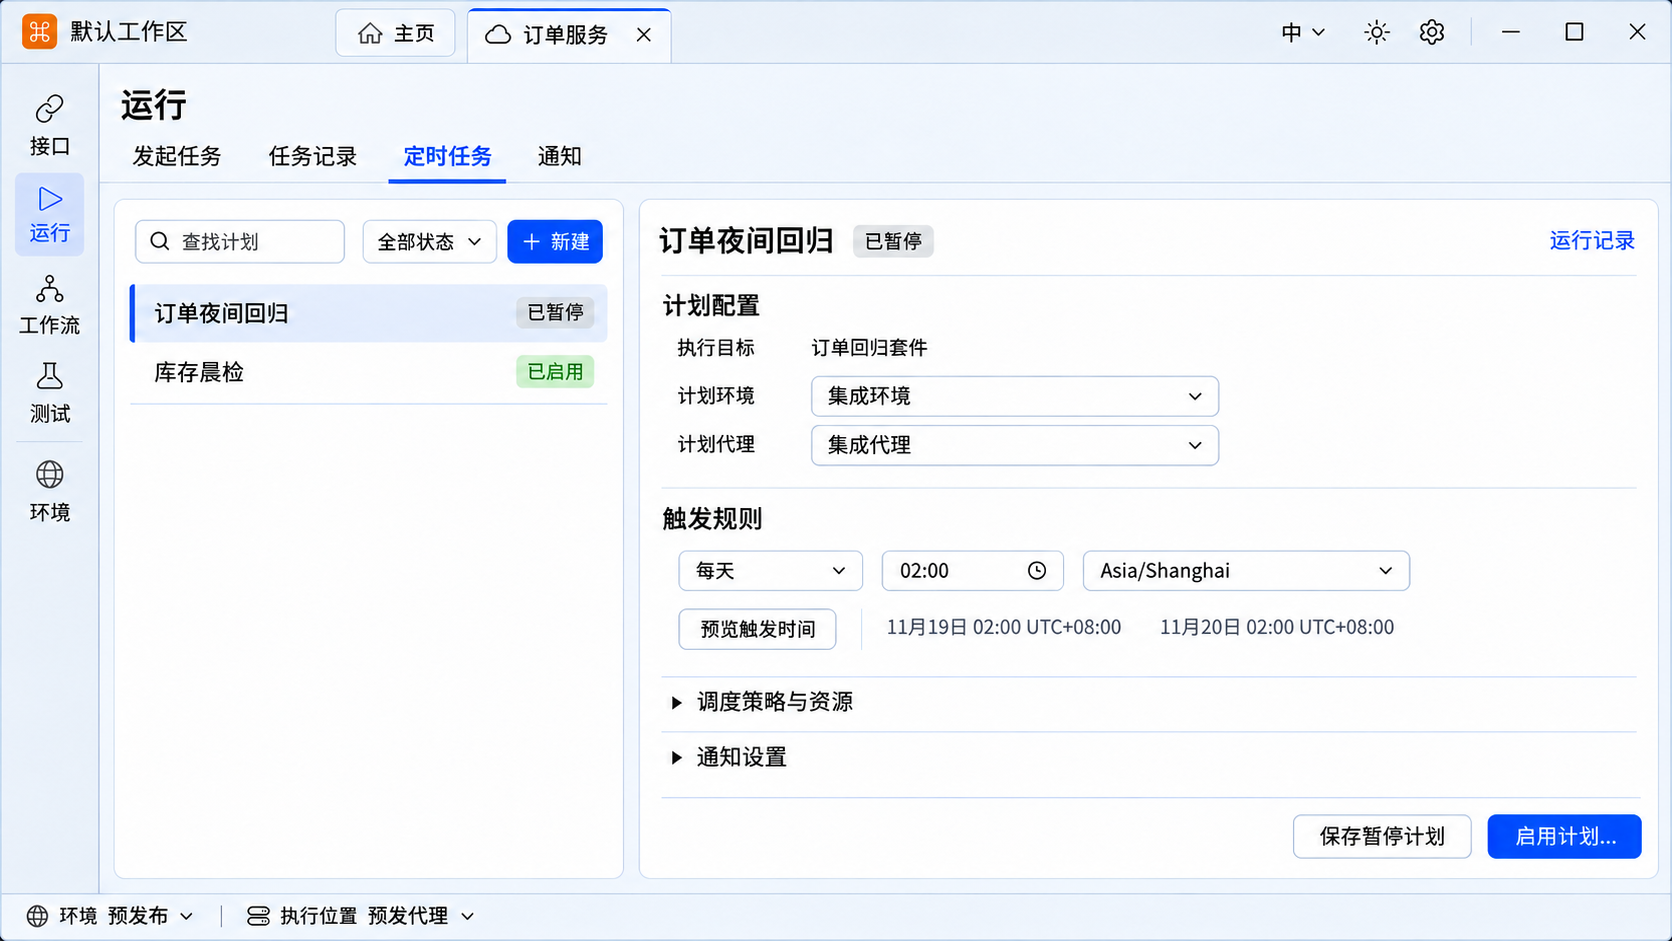 默认工作区
主页
订单服务
中
接口
运行
工作流
测试
环境
运行
发起任务 任务记录 定时任务 通知
查找计划 全部状态 新建
订单夜间回归 已暂停
库存晨检 已启用
订单夜间回归 已暂停 运行记录
计划配置
执行目标 订单回归套件
计划环境 集成环境
计划代理 集成代理
触发规则
每天 02:00 Asia/Shanghai
预览触发时间 11月19日 02:00 UTC+08:00 11月20日 02:00 UTC+08:00
调度策略与资源
通知设置
保存暂停计划 启用计划...
环境 预发布 执行位置 预发代理